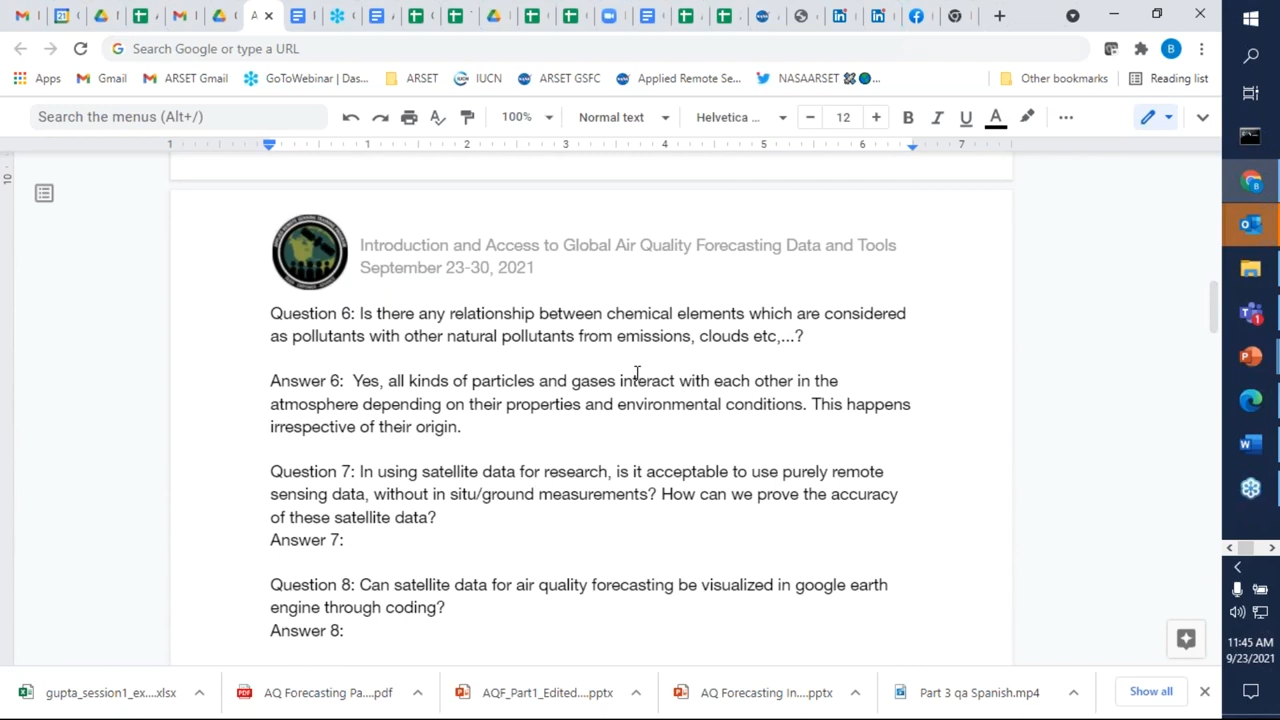 A
Search Google or type a URL
B
Apps
Gmail
ARSET Gmail
GoToWebinar | Das...
ARSET
IUCN
ARSET GSFC
Applied Remote Se...
NASAARSET
Other bookmarks
Reading list
Search the menus (Alt+/)
100%
Normal text
Helvetica ...
12
B I U A
1 1 2 3 4 5 6 7
10
Introduction and Access to Global Air Quality Forecasting Data and Tools
September 23-30, 2021
Question 6: Is there any relationship between chemical elements which are considered
as pollutants with other natural pollutants from emissions, clouds etc,...?
Answer 6: Yes, all kinds of particles and gases interact with each other in the
atmosphere depending on their properties and environmental conditions. This happens
irrespective of their origin.
Question 7: In using satellite data for research, is it acceptable to use purely remote
sensing data, without in situ/ground measurements? How can we prove the accuracy
of these satellite data?
Answer 7:
Question 8: Can satellite data for air quality forecasting be visualized in google earth
engine through coding?
Answer 8:
gupta_session1_ex....xlsx
AQ Forecasting Pa....pdf
AQF_Part1_Edited....pptx
AQ Forecasting In....pptx
Part 3 qa Spanish.mp4
Show all
11:45 AM
9/23/2021